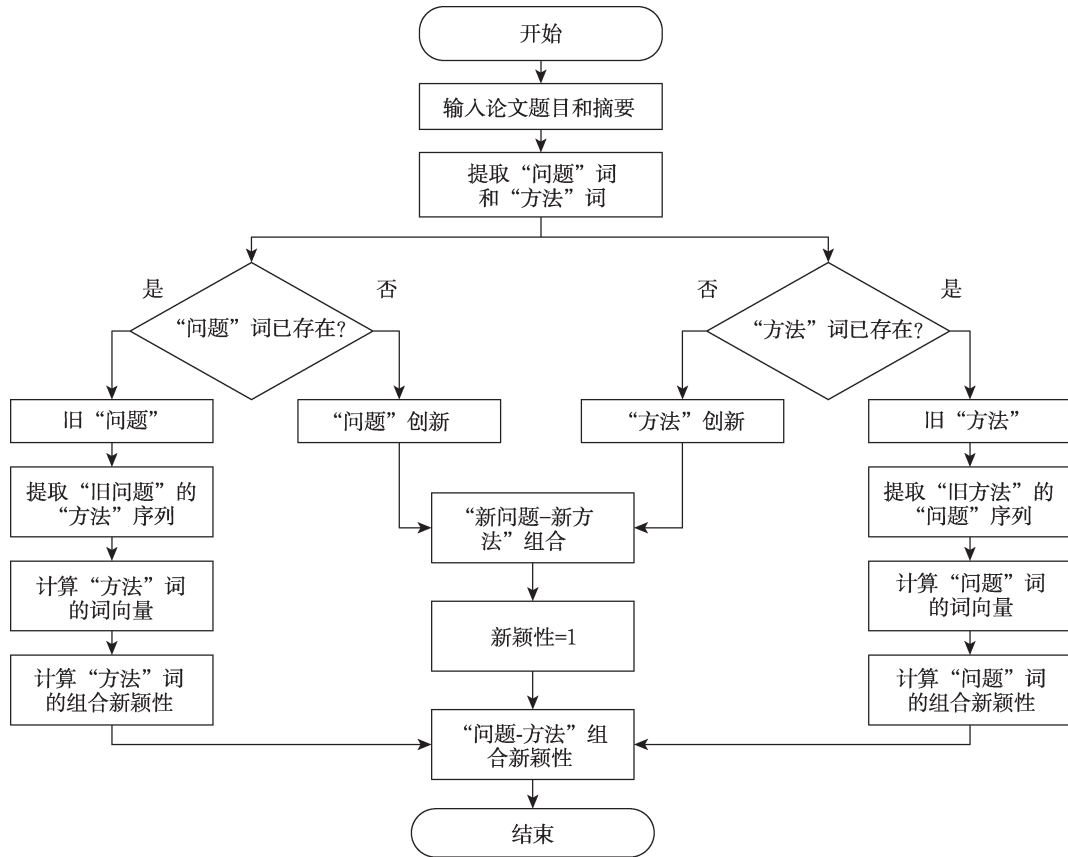 开始
输入论文题目和摘要
提取“问题”词
和“方法”词
是
否
否
是
“问题”词已存在?
“方法”词已存在?
旧“问题”
“问题”创新
“方法”创新
旧“方法”
提取“旧问题”的
“方法”序列
“新问题–新方
法”组合
提取“旧方法”的
“问题”序列
计算“方法”词
的词向量
新颖性=1
计算“问题”词
的词向量
计算“方法”词
的组合新颖性
“问题-方法”组
合新颖性
计算“问题”词
的组合新颖性
结束